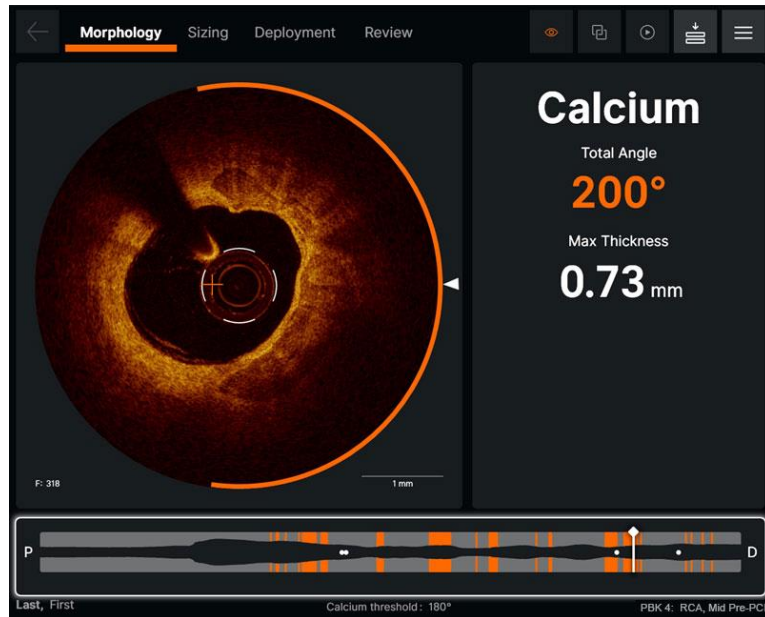 Morphology Sizing Deployment Review
Calcium
Total Angle
200°
Max Thickness
0.73 mm
F: 318
1 mm
P
D
Last, First
Calcium threshold: 180°
PBK 4: RCA, Mid Pre-PCI